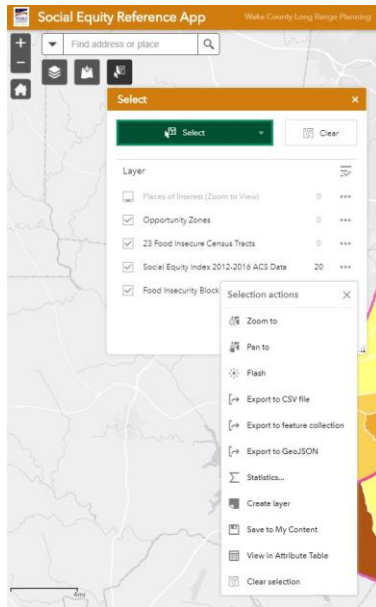 Social Equity Reference App
Wake County Long Range Planning
+
Find address or place
−
Select
×
Select
Clear
Layer
Places of Interest (Zoom to View) 0 •••
Opportunity Zones 0 •••
23 Food Insecure Census Tracts 0 •••
Social Equity Index 2012-2016 ACS Data 20 •••
Food Insecurity Block
Selection actions
Zoom to
Pan to
Flash
Export to CSV file
Export to feature collection
Export to GeoJSON
Statistics...
Create layer
Save to My Content
View in Attribute Table
Clear selection
4mi